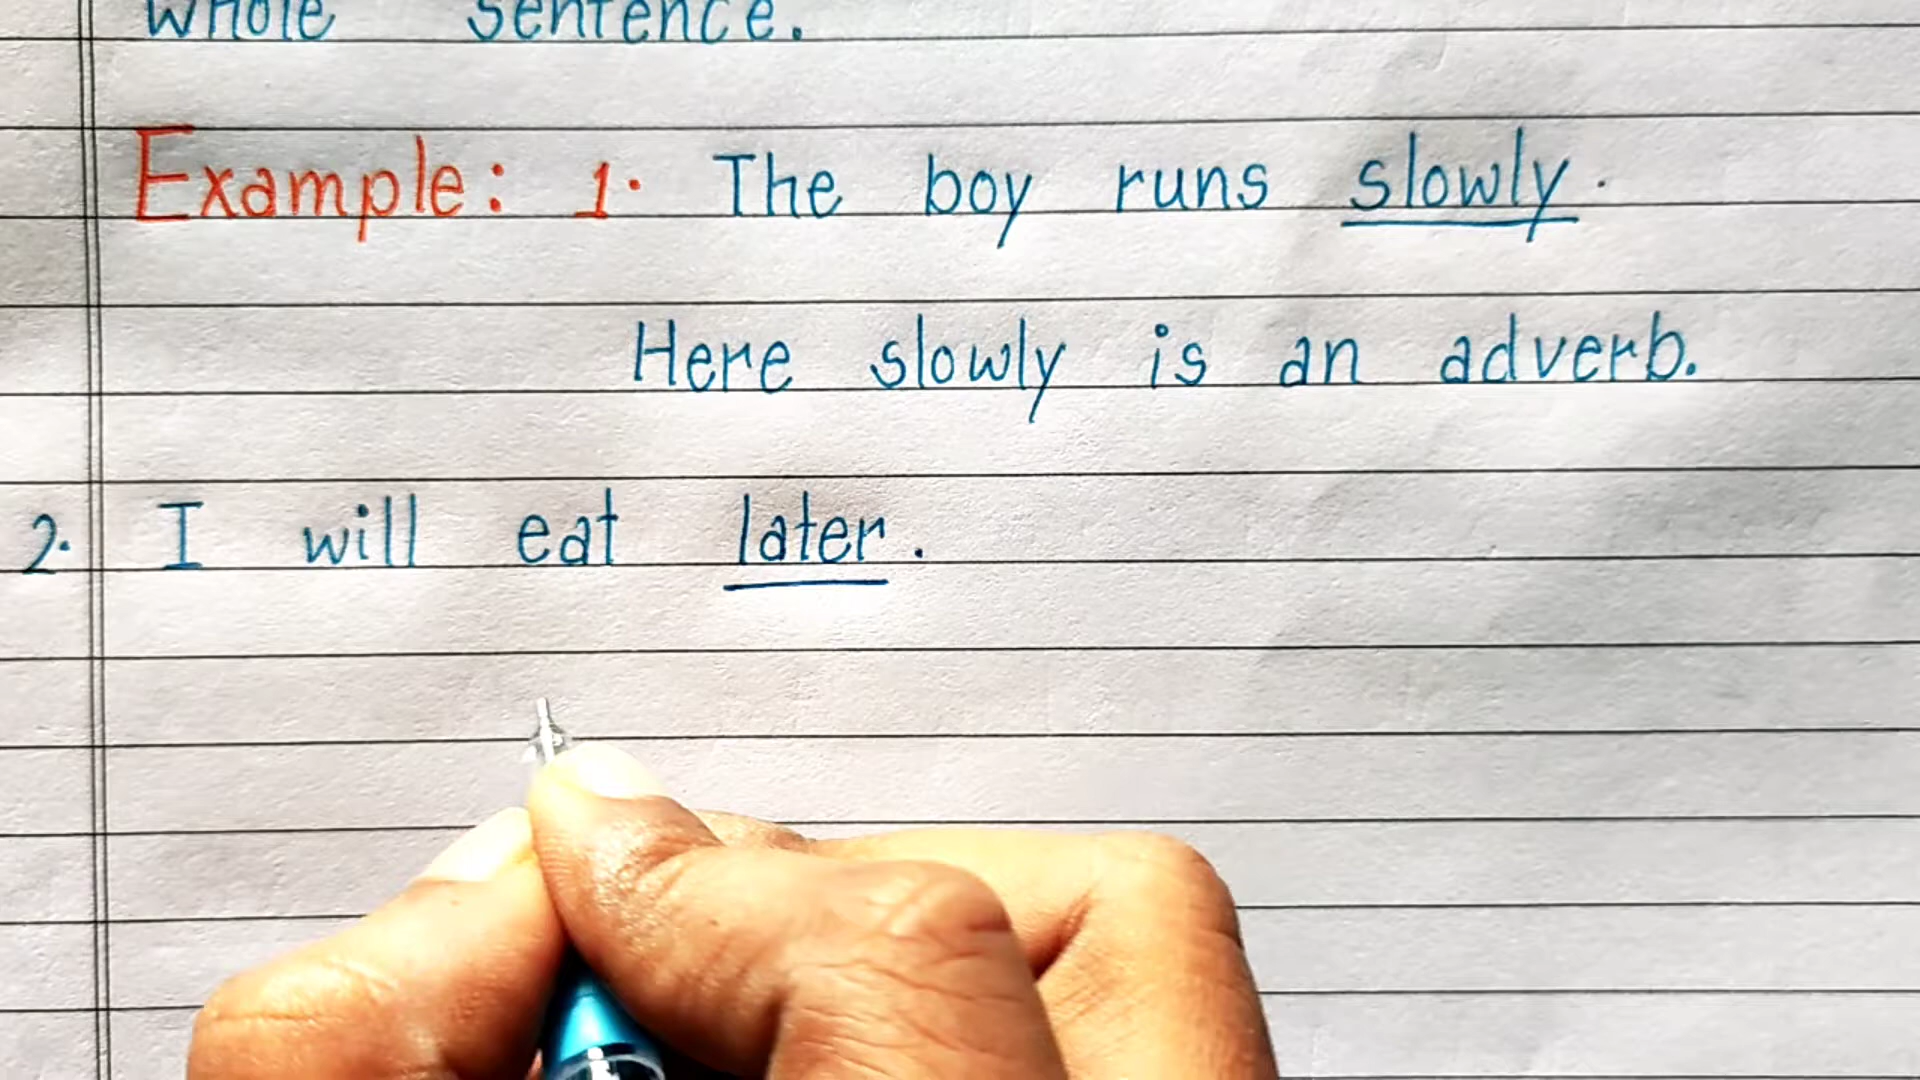 whole sentence.
Example: 1. The boy runs slowly.
Here slowly is an adverb.
2. I will eat later.